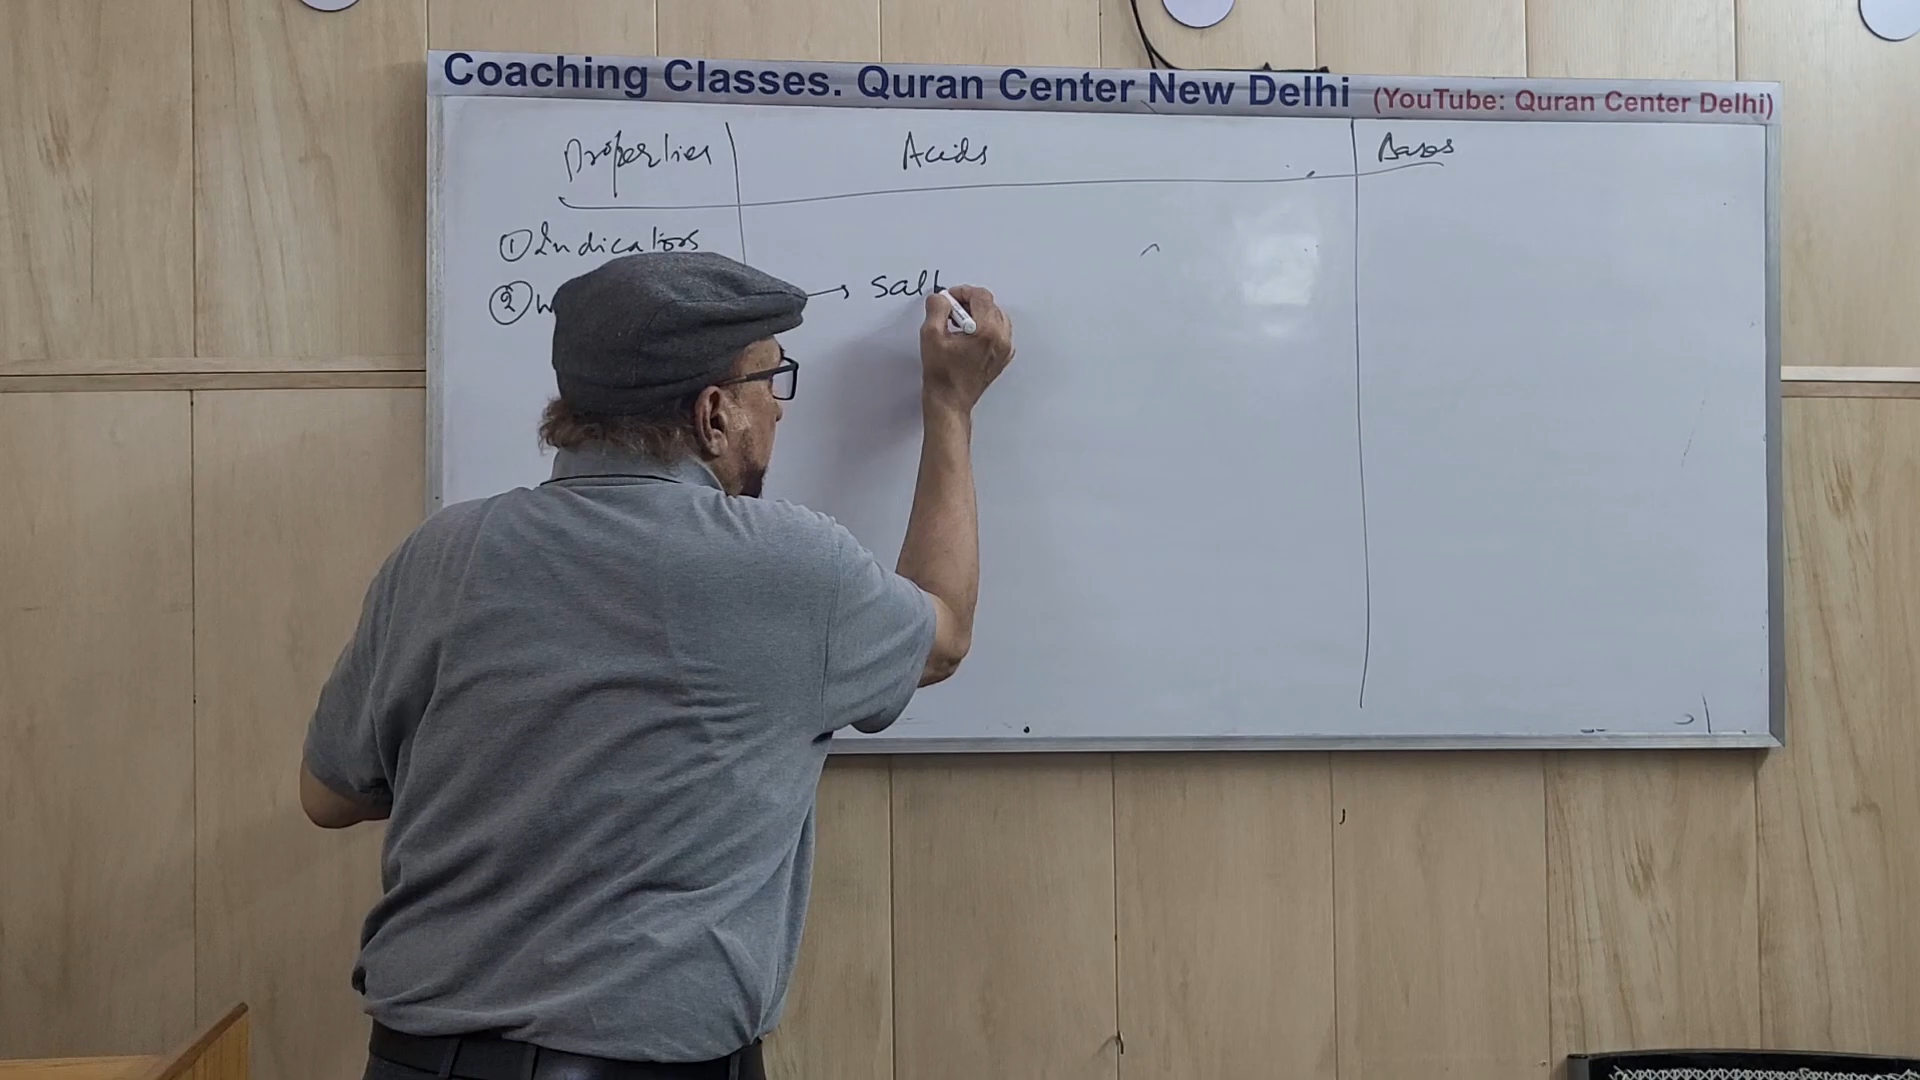 Coaching Classes. Quran Center New Delhi (YouTube: Quran Center Delhi)
Properties Acids Bases
① Indicators
② → Salt